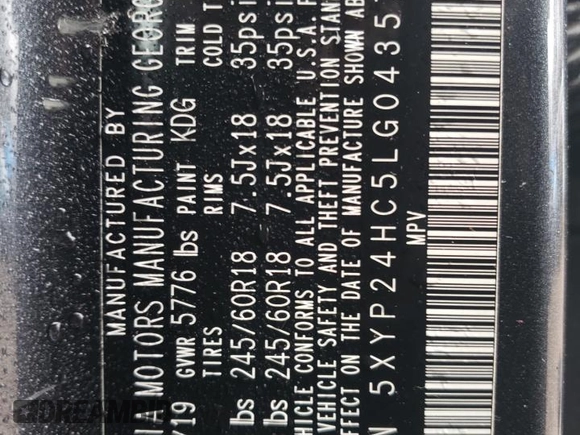 MANUFACTURED BY
MOTORS MANUFACTURING GEORG
/19 GVWR 5776 lbs PAINT KDG TRIM
TIRES RIMS COLD T
lbs 245/60R18 7.5Jx18 35psi
lbs 245/60R18 7.5Jx18 35psi
HICLE CONFORMS TO ALL APPLICABLE U.S.A. F
VEHICLE SAFETY AND THEFT PREVENTION STAN
EFFECT ON THE DATE OF MANUFACTURE SHOWN AB
N 5XYP24HC5LG0435
MPV